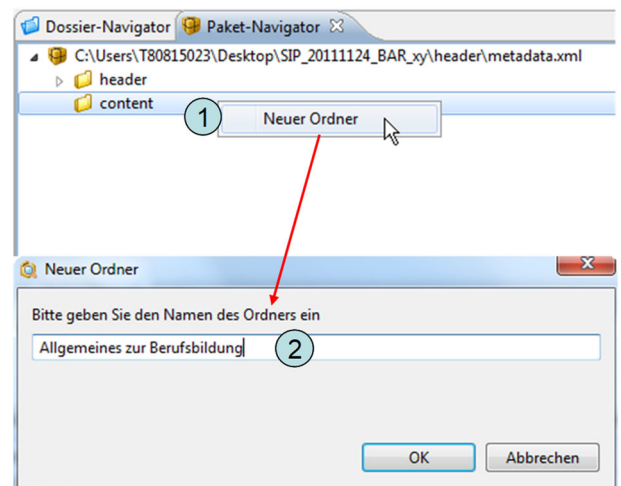 Dossier-Navigator Paket-Navigator
C:\Users\T80815023\Desktop\SIP_20111124_BAR_xy\header\metadata.xml
header
content
1 Neuer Ordner
Neuer Ordner
Bitte geben Sie den Namen des Ordners ein
Allgemeines zur Berufsbildung 2
OK Abbrechen